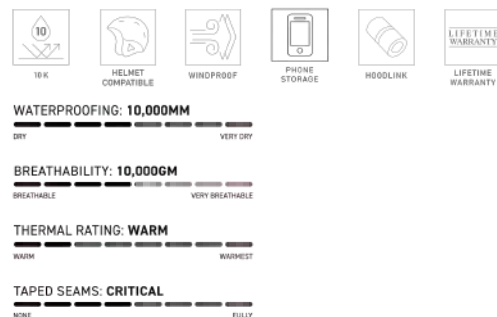 10
10K
HELMET
COMPATIBLE
WINDPROOF
PHONE
STORAGE
HOODLINK
LIFETIME
WARRANTY
LIFETIME
WARRANTY
WATERPROOFING: 10,000MM
DRY VERY DRY
BREATHABILITY: 10,000GM
BREATHABLE VERY BREATHABLE
THERMAL RATING: WARM
WARM WARMEST
TAPED SEAMS: CRITICAL
NONE FULLY